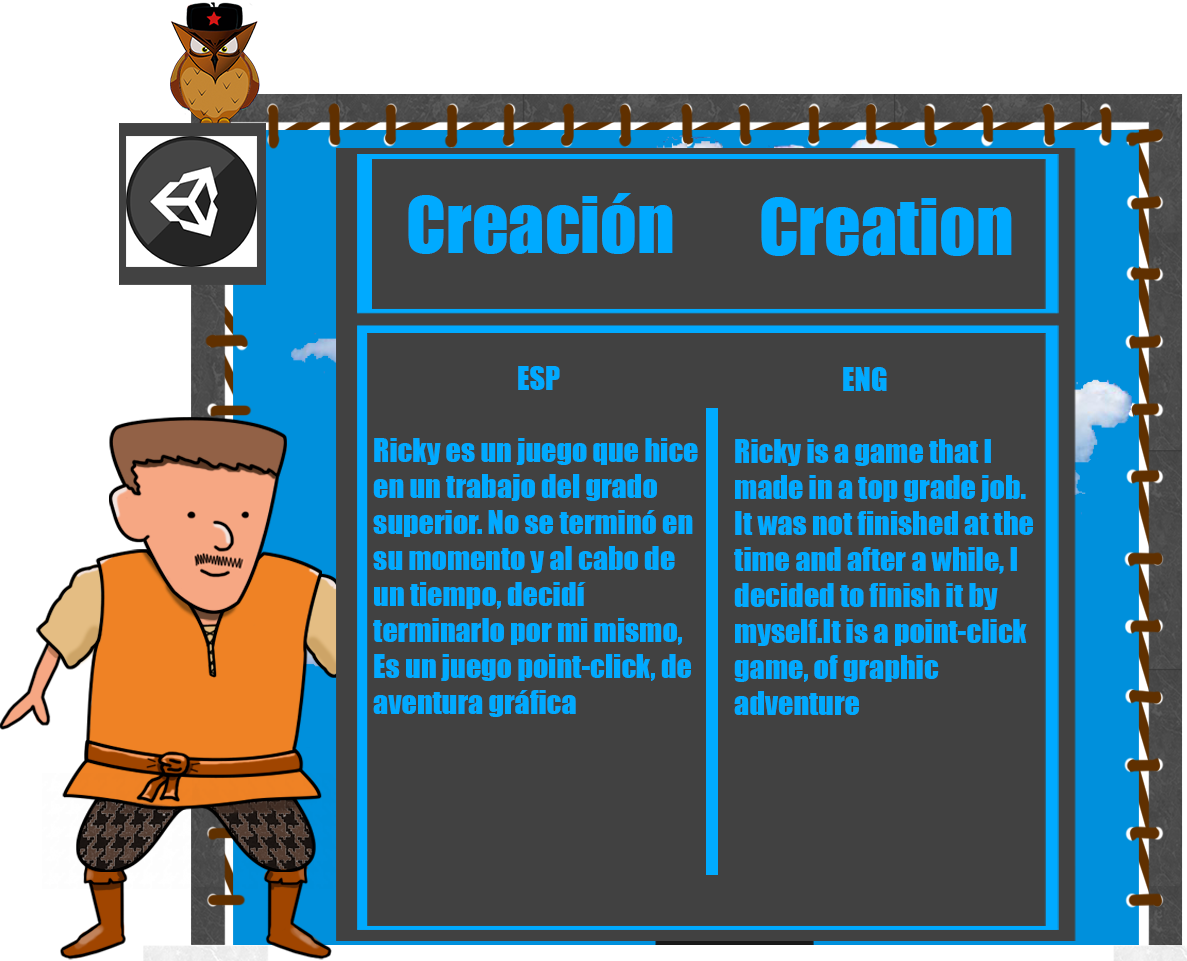 Creación Creation
ESP
Ricky es un juego que hice
en un trabajo del grado
superior. No se terminó en
su momento y al cabo de
un tiempo, decidí
terminarlo por mi mismo,
Es un juego point-click, de
aventura gráfica
ENG
Ricky is a game that I
made in a top grade job.
It was not finished at the
time and after a while, I
decided to finish it by
myself.It is a point-click
game, of graphic
adventure